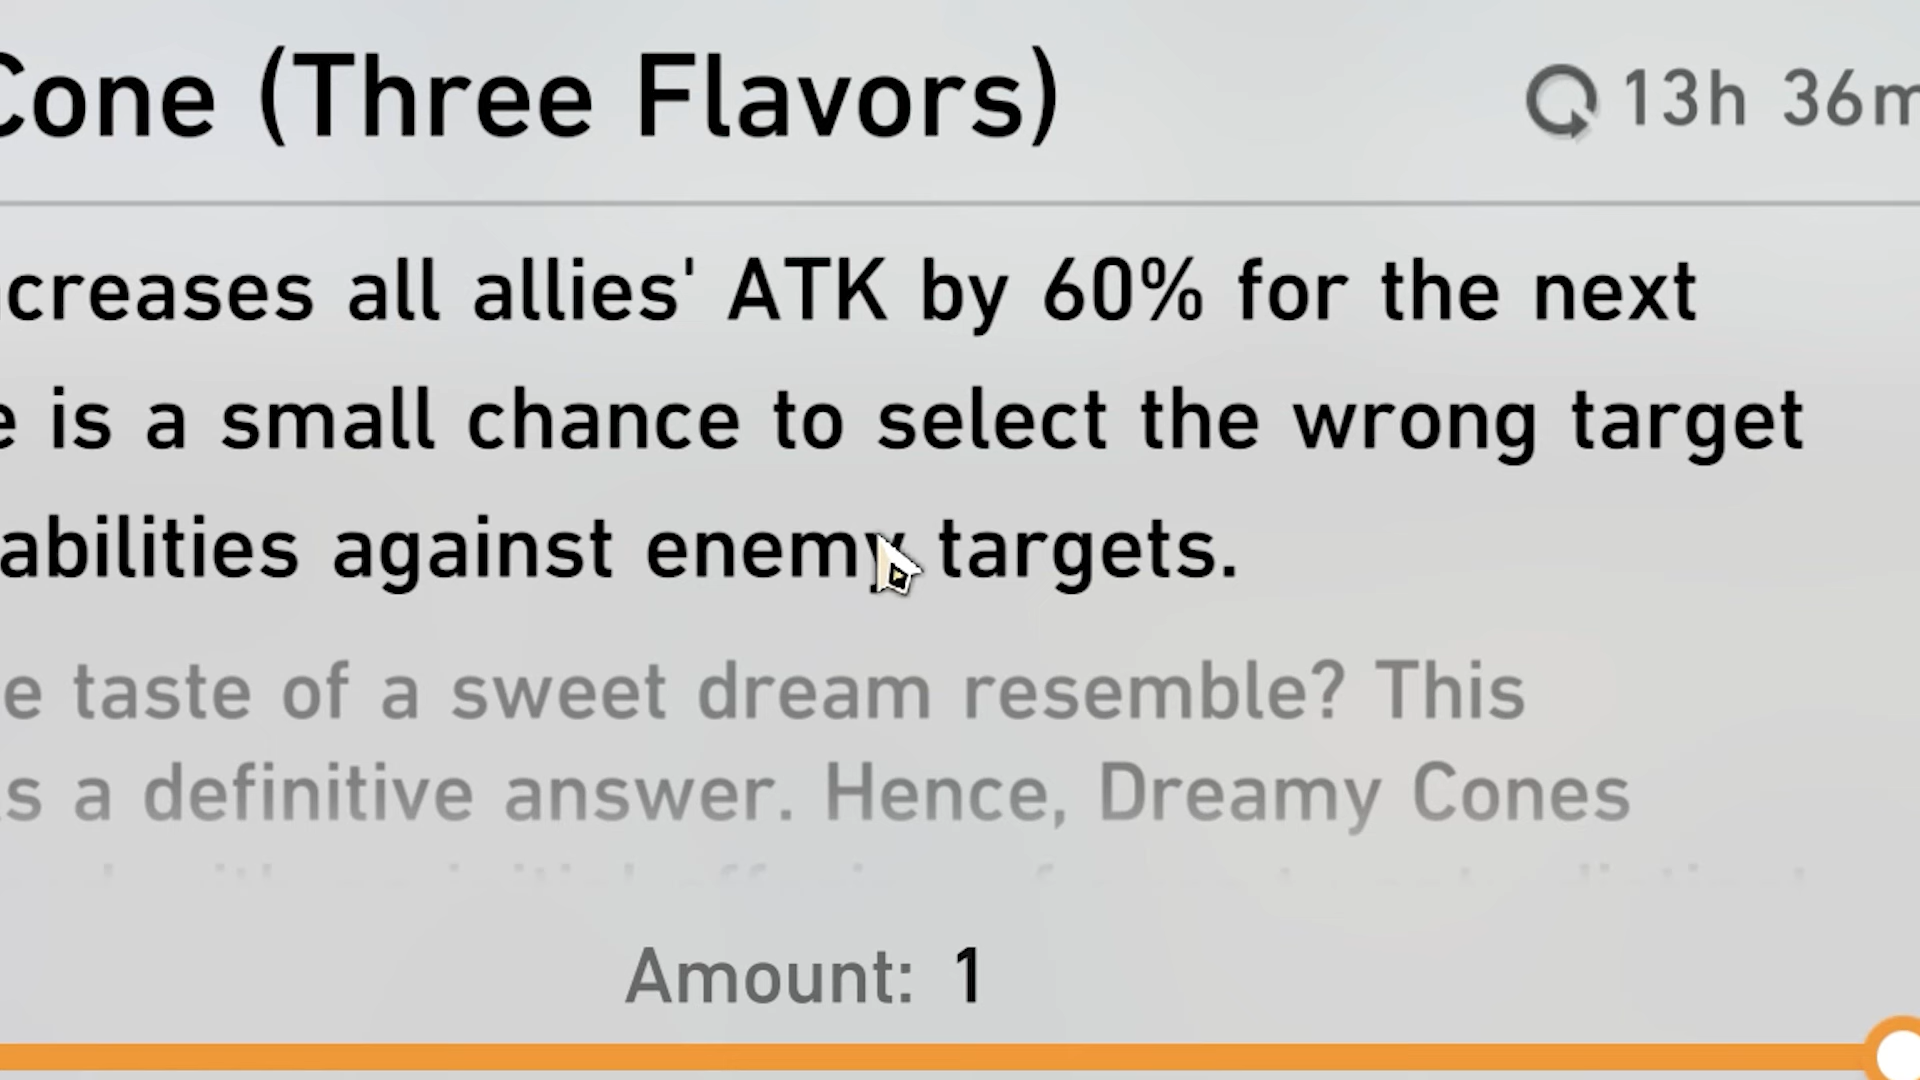 Cone (Three Flavors)
13h 36m
creases all allies' ATK by 60% for the next
e is a small chance to select the wrong target
abilities against enemy targets.
e taste of a sweet dream resemble? This
s a definitive answer. Hence, Dreamy Cones
Amount: 1